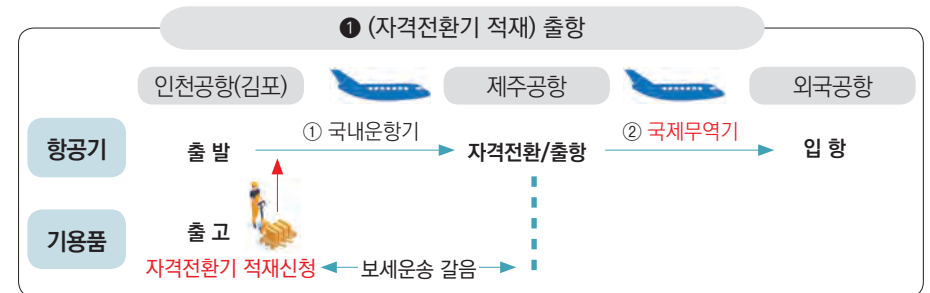 ❶ (자격전환기 적재) 출항
인천공항(김포) 제주공항 외국공항
항공기 출 발 ① 국내운항기 자격전환/출항 ② 국제무역기 입 항
기용품 출 고
자격전환기 적재신청 보세운송 갈음